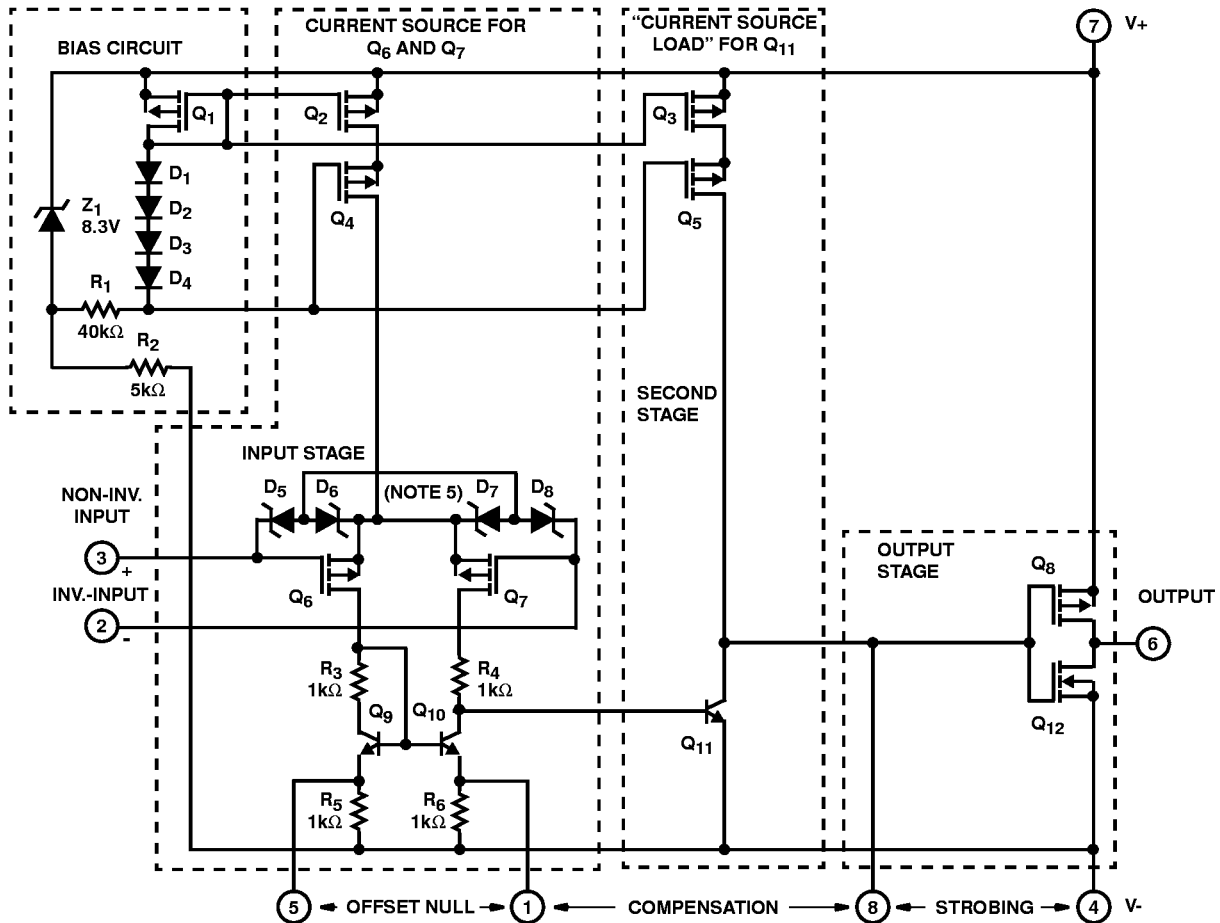 BIAS CIRCUIT
CURRENT SOURCE FOR
Q6 AND Q7
“CURRENT SOURCE
LOAD” FOR Q11
7
V+
Q1
Q2
Q3
D1
D2
D3
D4
Z1
8.3V
Q4
Q5
R1
40kΩ
R2
5kΩ
SECOND
STAGE
INPUT STAGE
D5
D6
(NOTE 5)
D7
D8
NON-INV.
INPUT
3
+
INV.-INPUT
2
-
Q6
Q7
OUTPUT
STAGE
Q8
OUTPUT
6
R3
1kΩ
R4
1kΩ
Q9
Q10
Q11
Q12
R5
1kΩ
R6
1kΩ
5
OFFSET NULL
1
COMPENSATION
8
STROBING
4
V-